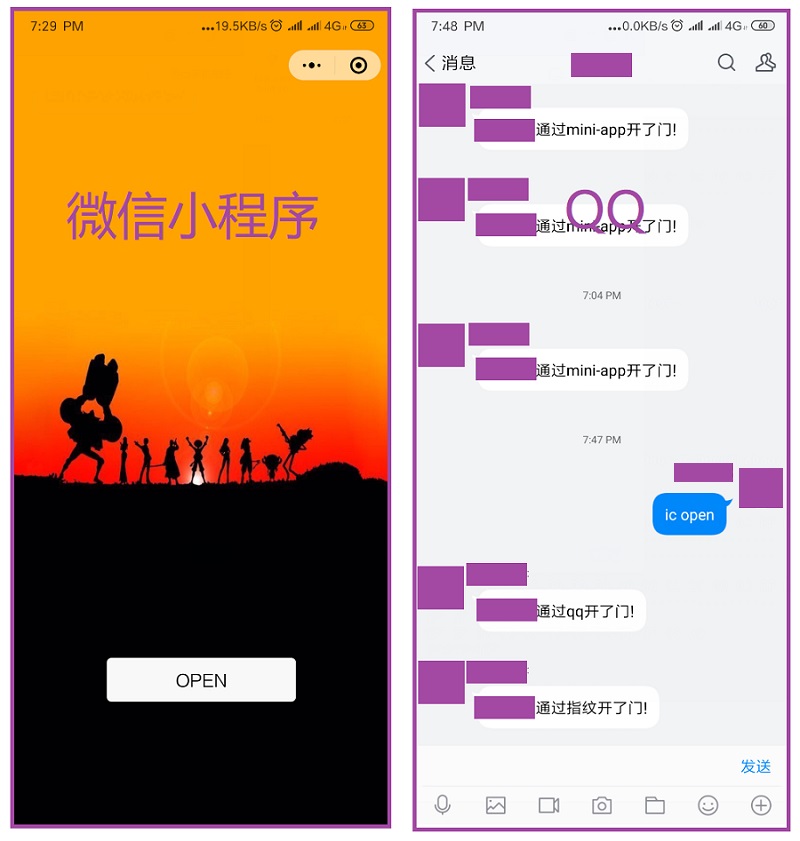 7:29 PM
...19.5KB/s
4G
63
微信小程序
OPEN
7:48 PM
...0.0KB/s
4G
60
消息
通过mini-app开了门!
QQ
通过mini-app开了门!
7:04 PM
通过mini-app开了门!
7:47 PM
ic open
:
通过qq开了门!
:
通过指纹开了门!
发送